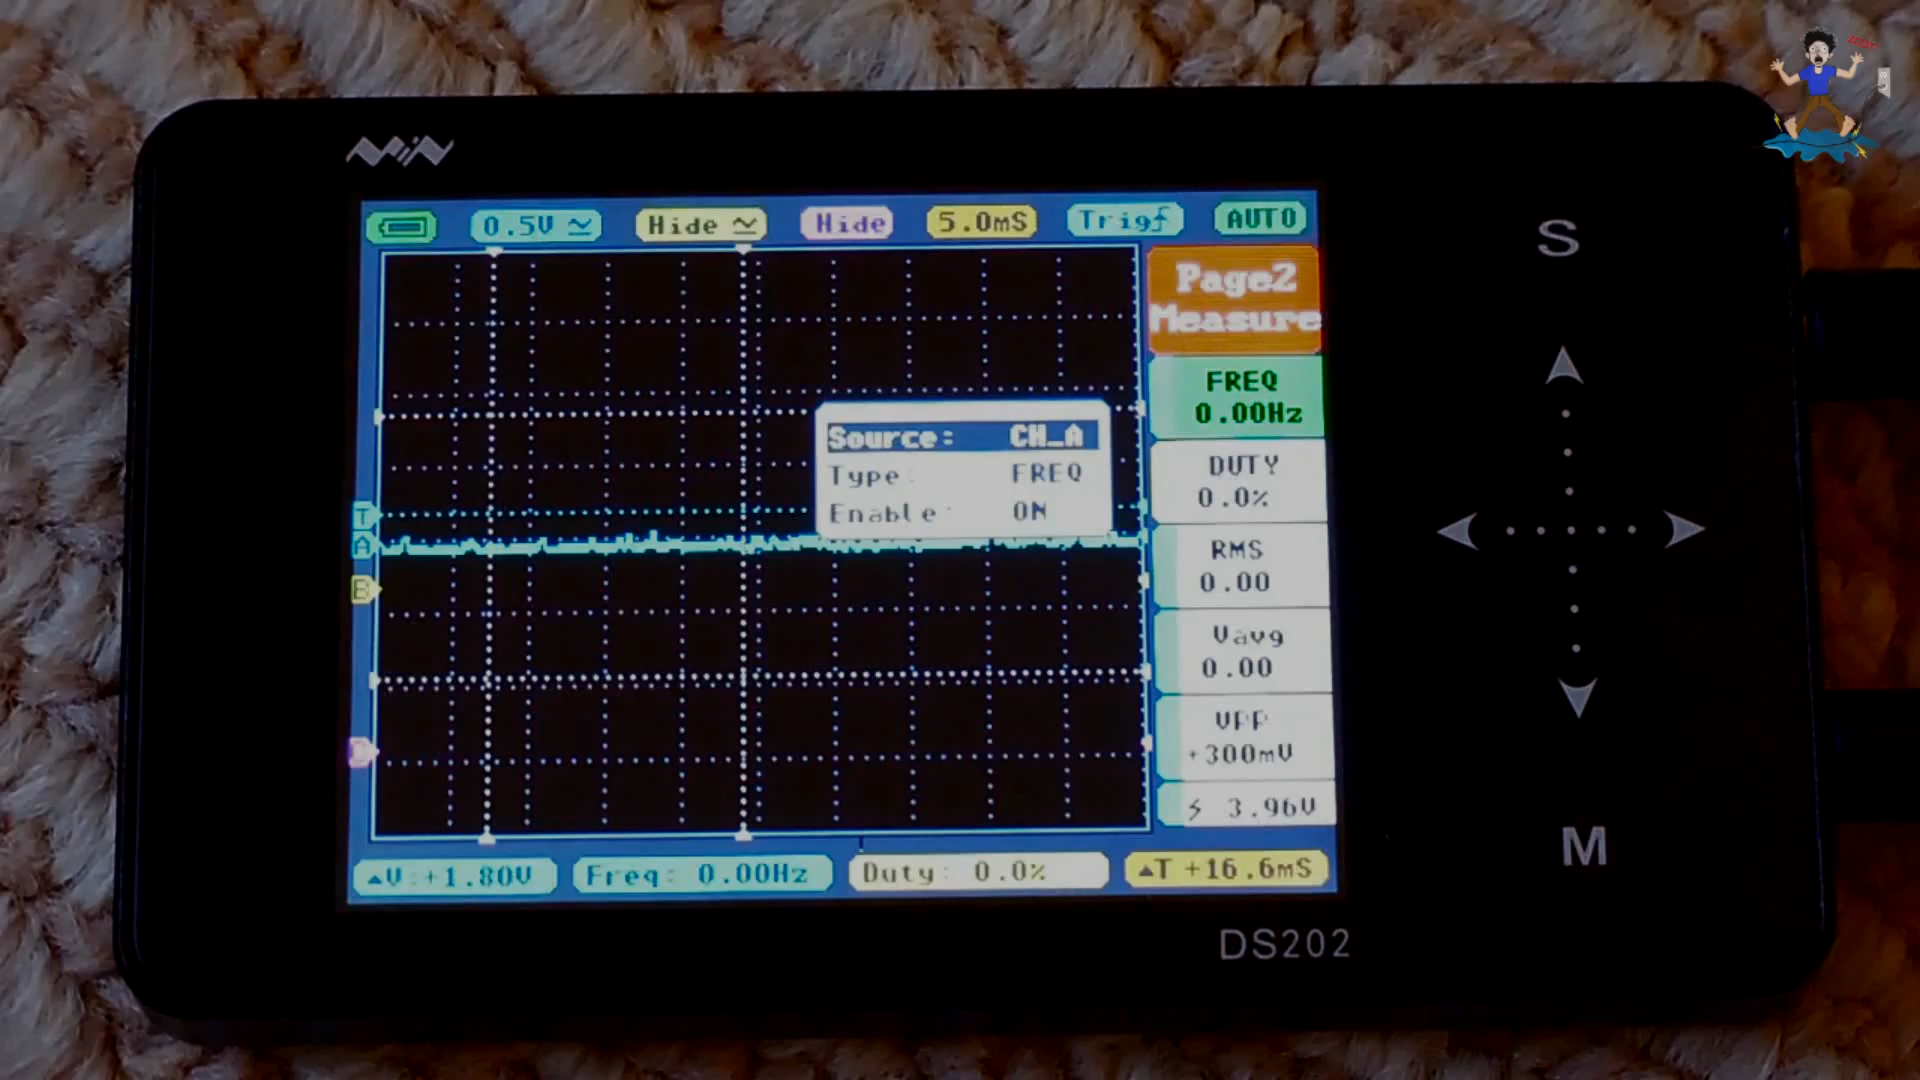 0.5V Hide Hide 5.0mS Trig AUTO
Page2
Measure
FREQ
0.00Hz
DUTY
0.0%
RMS
0.00
Vavg
0.00
VPP
+300mV
3.96V
Source: CH_A
Type: FREQ
Enable: ON
T
A
B
▲V:+1.80V Freq: 0.00Hz Duty: 0.0% ▲T +16.6mS
S
M
DS202